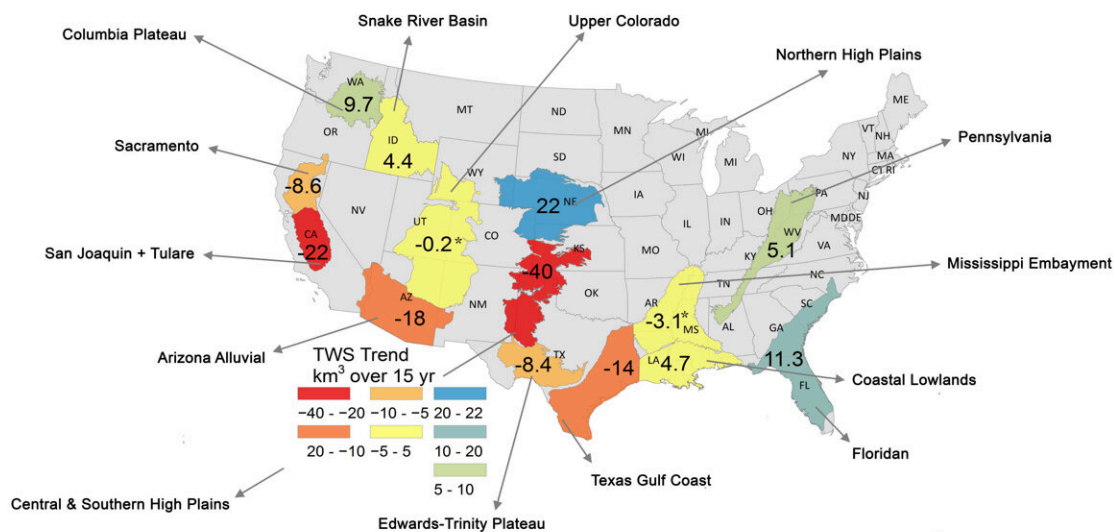 Snake River Basin
Upper Colorado
Columbia Plateau
Northern High Plains
WA
9.7
MT
ND
ME
OR
ID
MN
VT
NH
Pennsylvania
4.4
SD
WI
MI
MI
NY
MA
CT RI
Sacramento
WY
-8.6
IA
PA
NJ
NV
UT
22
NE
IL
IN
OH
MD DE
CO
WV
-0.2*
5.1
VA
CA
-22
KS
MO
KY
San Joaquin + Tulare
-40
NC
Mississippi Embayment
AZ
NM
OK
AR
TN
SC
-18
-3.1*
MS
AL
GA
Arizona Alluvial
TWS Trend
km³ over 15 yr
TX
-8.4
-14
LA
4.7
11.3
FL
Coastal Lowlands
−40 - −20
−10 - −5
20 - 22
20 - −10
−5 - 5
10 - 20
Floridan
5 - 10
Texas Gulf Coast
Central & Southern High Plains
Edwards-Trinity Plateau